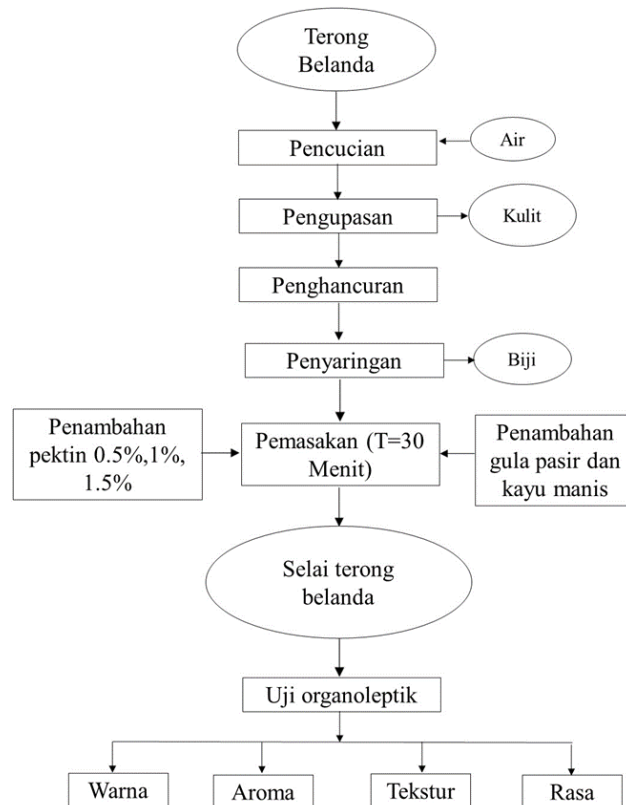 Terong
Belanda
Pencucian
Air
Pengupasan
Kulit
Penghancuran
Penyaringan
Biji
Penambahan
pektin 0.5%,1%,
1.5%
Pemasakan (T=30
Menit)
Penambahan
gula pasir dan
kayu manis
Selai terong
belanda
Uji organoleptik
Warna
Aroma
Tekstur
Rasa